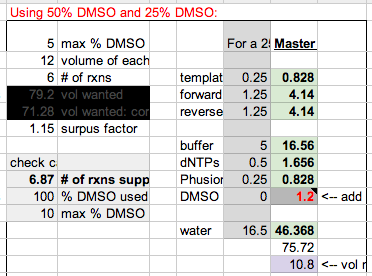 Using 50% DMSO and 25% DMSO:
5 max % DMSO For a 2 Master
12 volume of each
6 # of rxns templat 0.25 0.828
79.2 vol wanted forward 1.25 4.14
71.28 vol wanted: cor reverse 1.25 4.14
1.15 surpus factor
buffer 5 16.56
check c dNTPs 0.5 1.656
6.87 # of rxns supp Phusior 0.25 0.828
100 % DMSO used DMSO 0 1.2 <-- add
10 max % DMSO
water 16.5 46.368
75.72
10.8 <-- vol r